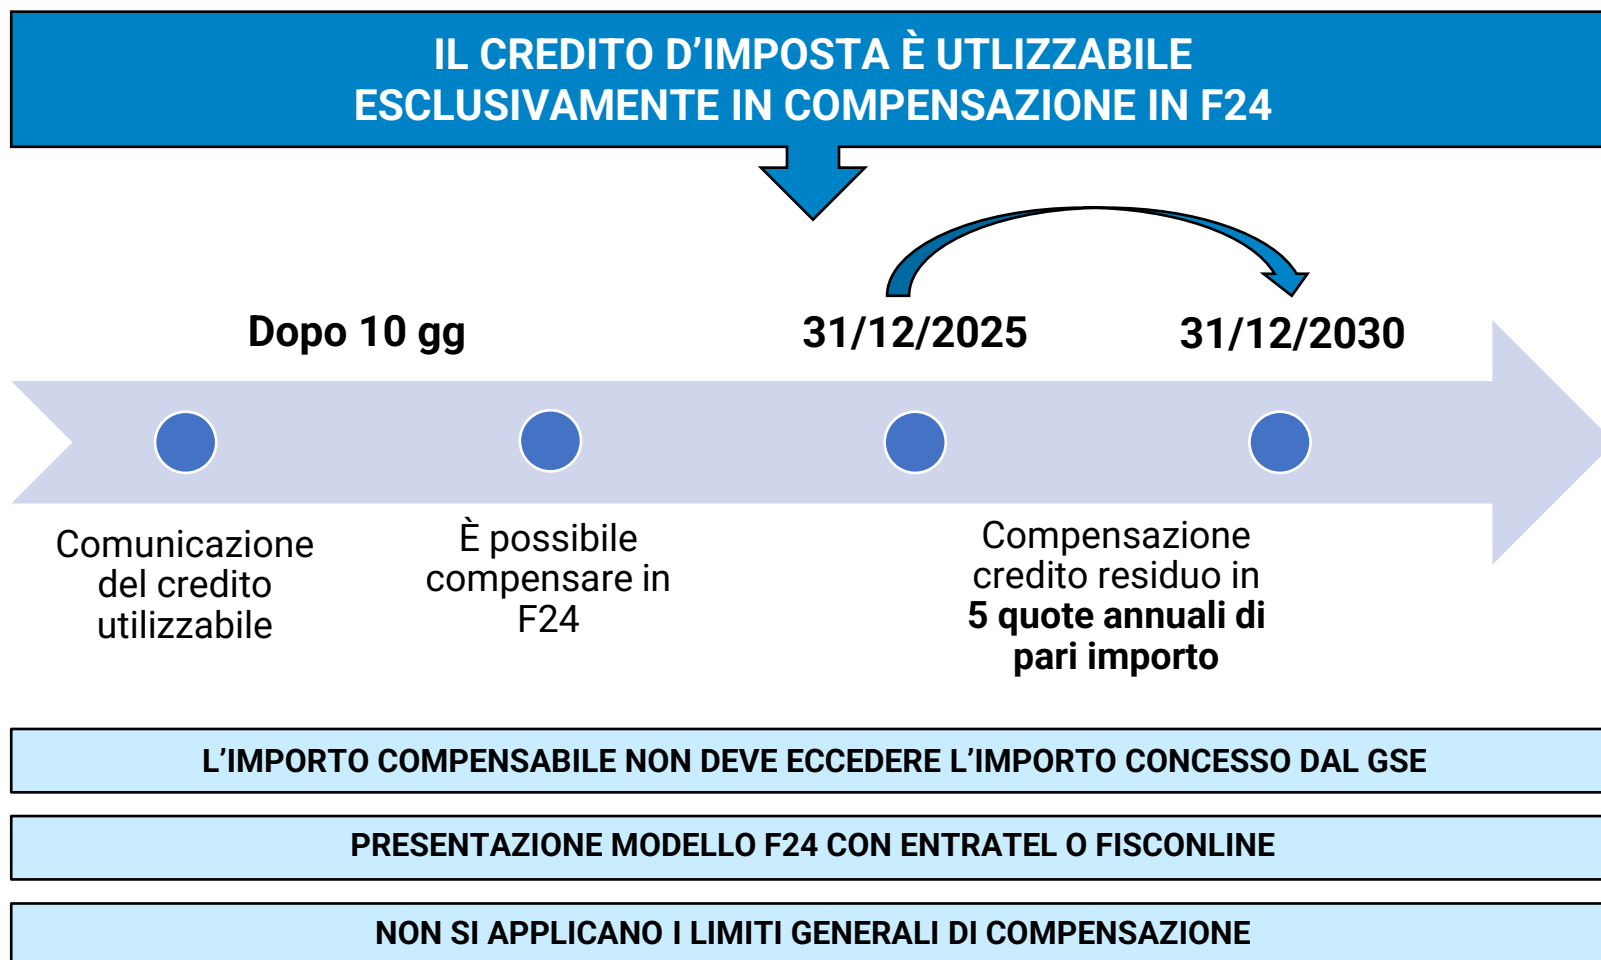 IL CREDITO D’IMPOSTA È UTLIZZABILE
ESCLUSIVAMENTE IN COMPENSAZIONE IN F24
Dopo 10 gg
31/12/2025
31/12/2030
Comunicazione
del credito
utilizzabile
È possibile
compensare in
F24
Compensazione
credito residuo in
5 quote annuali di
pari importo
L’IMPORTO COMPENSABILE NON DEVE ECCEDERE L’IMPORTO CONCESSO DAL GSE
PRESENTAZIONE MODELLO F24 CON ENTRATEL O FISCONLINE
NON SI APPLICANO I LIMITI GENERALI DI COMPENSAZIONE